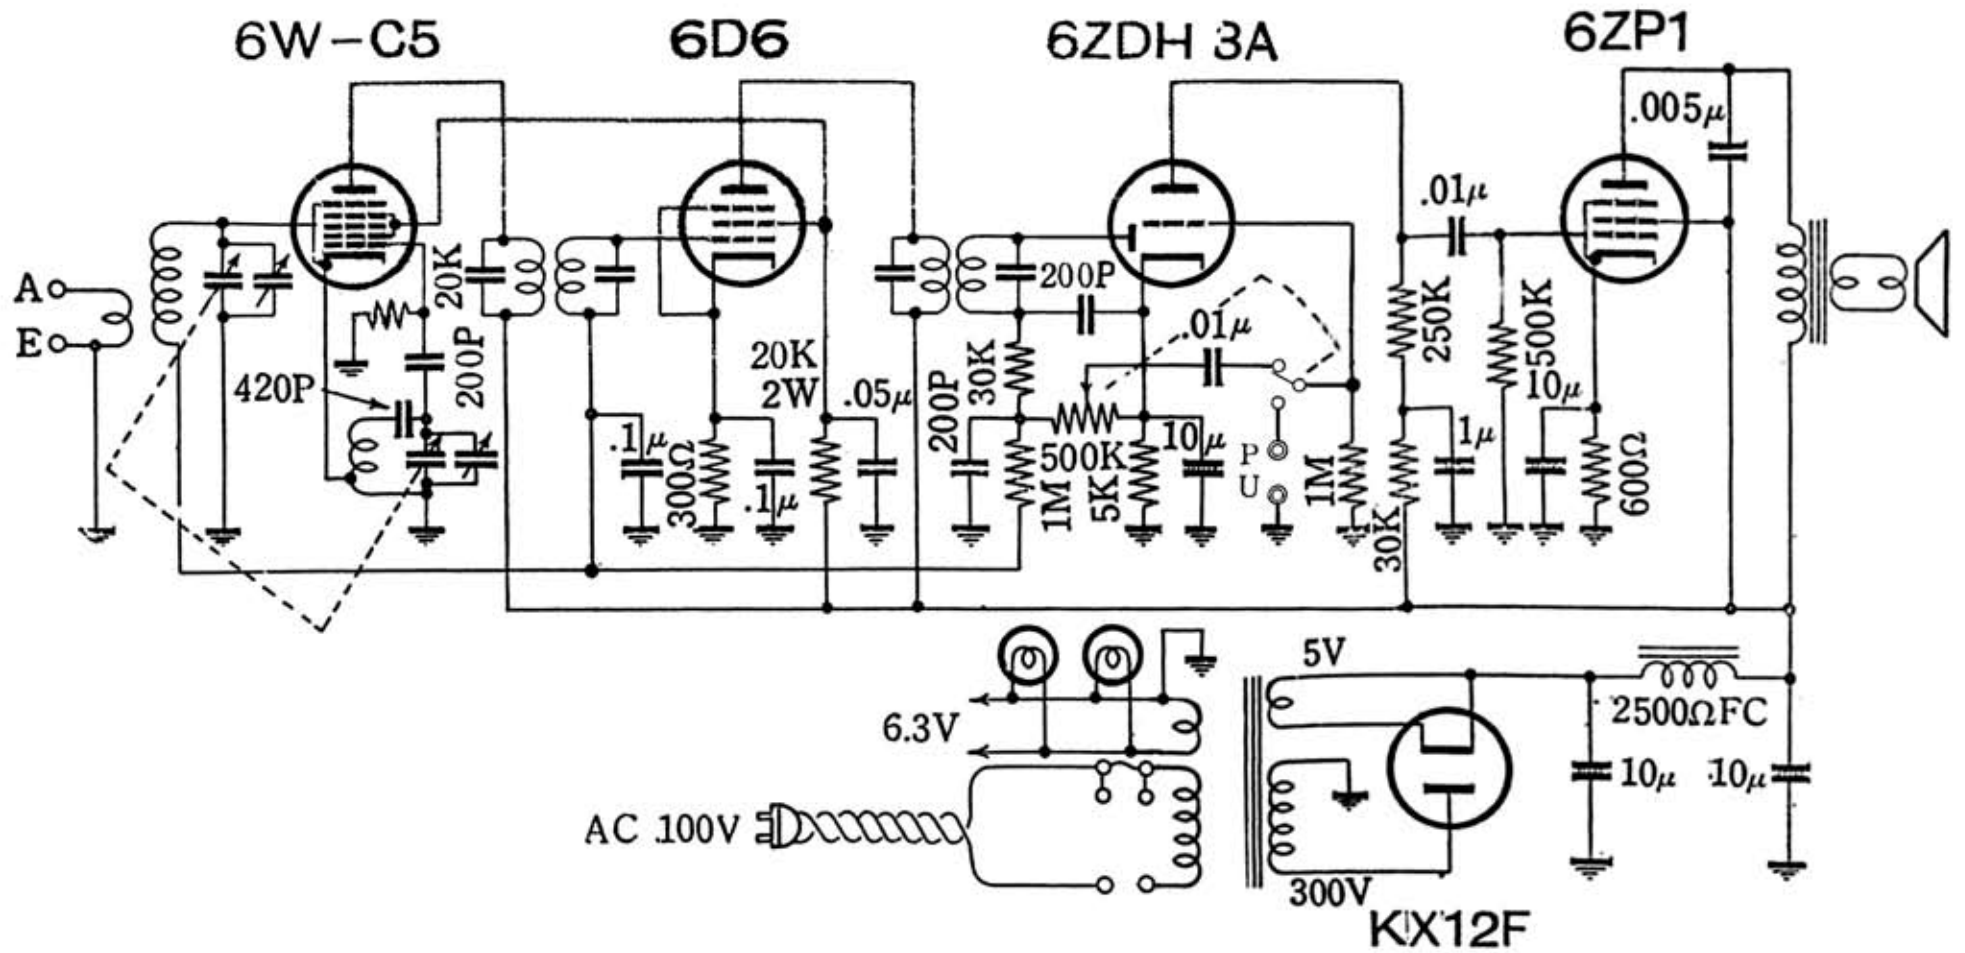 6W-C5
6D6
6ZDH 3A
6ZP1
.005μ
.01μ
A
E
20K
200P
420P
200P
.01μ
20K
2W
.05μ
200P
30K
250K
500K
10μ
.1μ
300Ω
.1μ
500K
1M
5K
10μ
P
U
1M
30K
1μ
600Ω
5V
6.3V
2500ΩFC
10μ
10μ
AC 100V
300V
KX12F